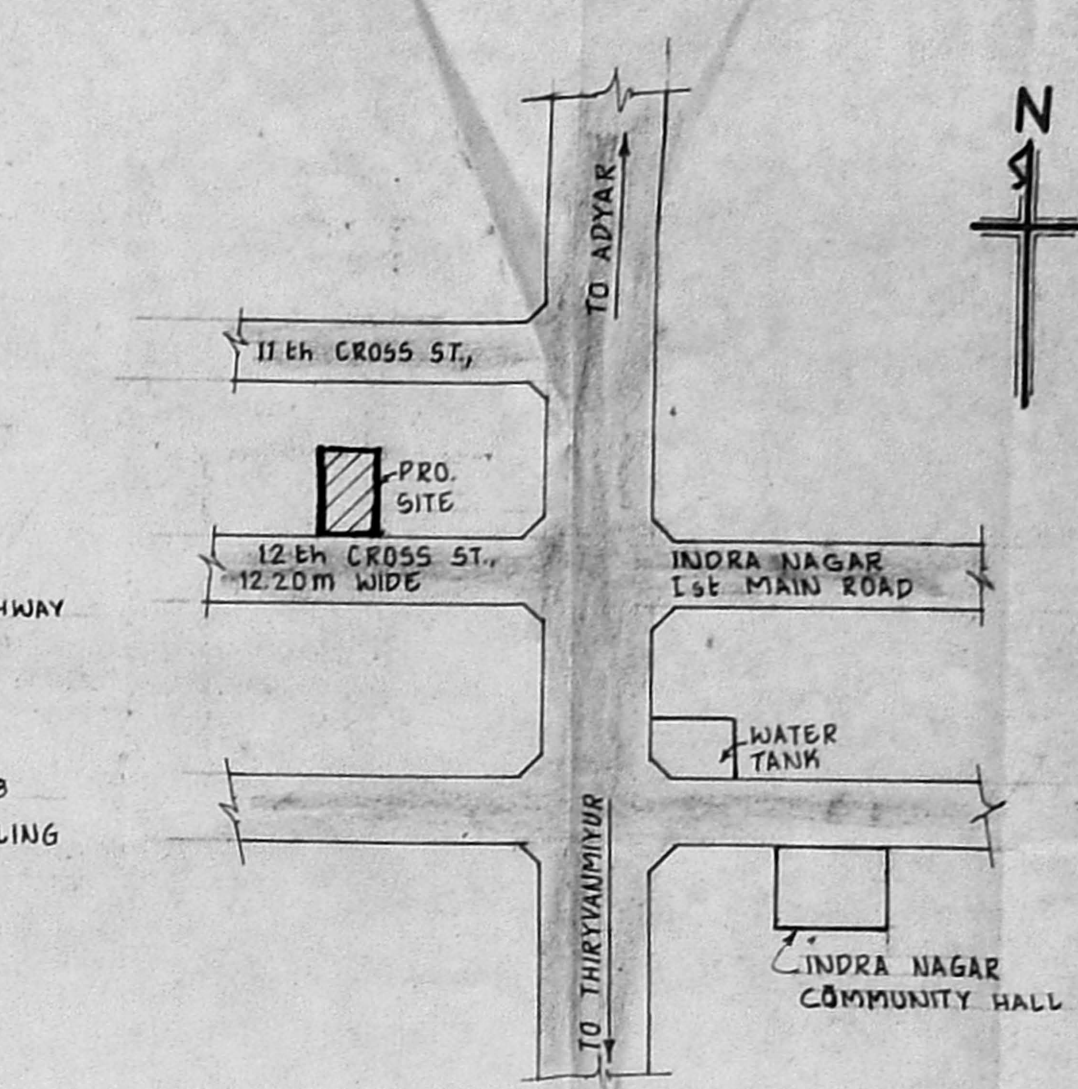 N
TO ADYAR
11th CROSS ST.,
PRO.
SITE
12th CROSS ST.,
12.20m WIDE
INDRA NAGAR
Ist MAIN ROAD
HWAY
WATER
TANK
LING
TO THIRYVANMIYUR
INDRA NAGAR
COMMUNITY HALL